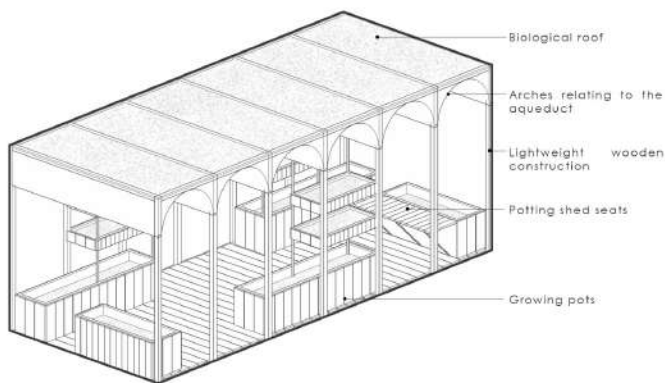 Biological roof
Arches relating to the
aqueduct
Lightweight wooden
construction
Potting shed seats
Growing pots